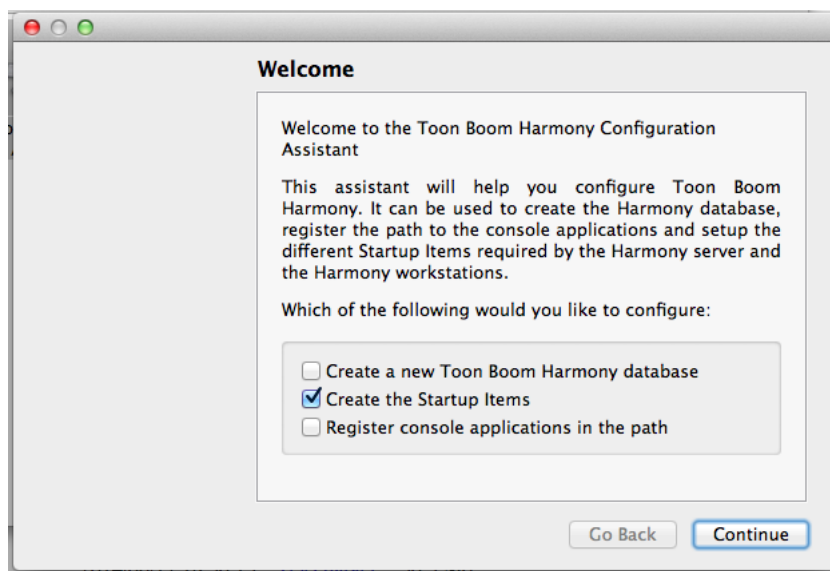 Welcome
Welcome to the Toon Boom Harmony Configuration
Assistant
This assistant will help you configure Toon Boom
Harmony. It can be used to create the Harmony database,
register the path to the console applications and setup the
different Startup Items required by the Harmony server and
the Harmony workstations.
Which of the following would you like to configure:
Create a new Toon Boom Harmony database
Create the Startup Items
Register console applications in the path
Go Back
Continue